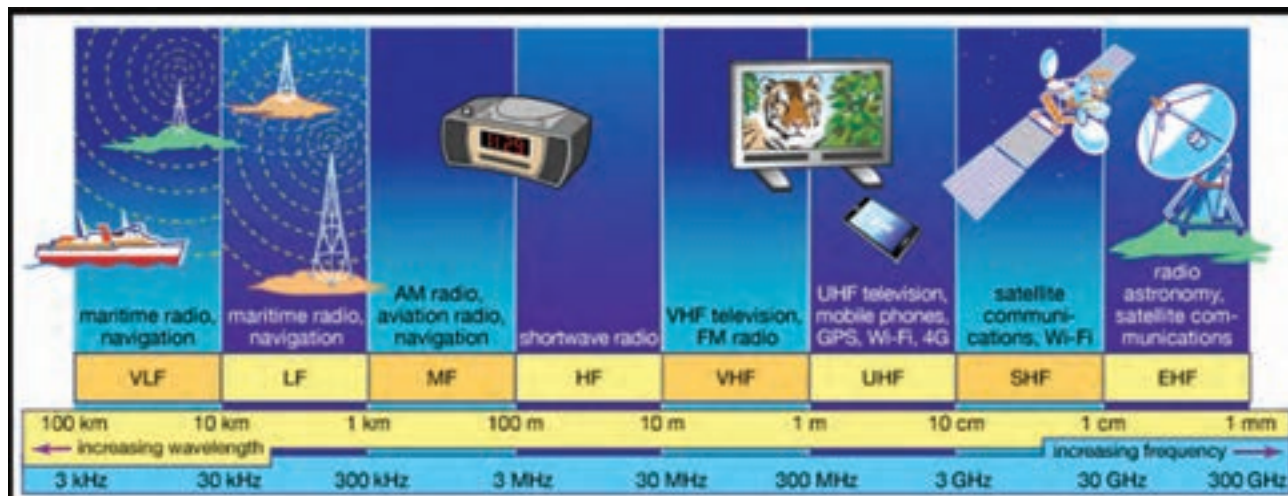 11:29
maritime radio,
navigation
maritime radio,
navigation
AM radio,
aviation radio,
navigation
shortwave radio
VHF television,
FM radio
UHF television,
mobile phones,
GPS, Wi-Fi, 4G
satellite
communi-
cations, Wi-Fi
radio
astronomy,
satellite com-
munications
VLF LF MF HF VHF UHF SHF EHF
100 km 10 km 1 km 100 m 10 m 1 m 10 cm 1 cm 1 mm
increasing wavelength increasing frequency
3 kHz 30 kHz 300 kHz 3 MHz 30 MHz 300 MHz 3 GHz 30 GHz 300 GHz